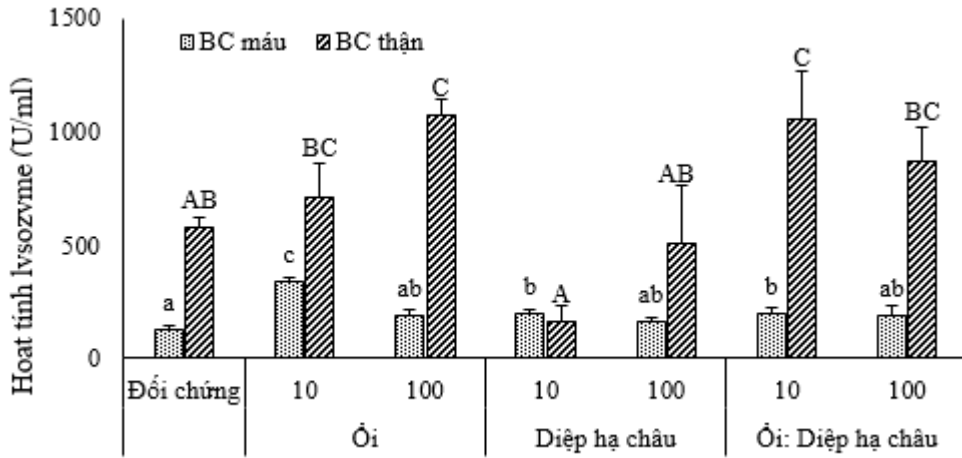 1500
BC máu BC thận
C
C
BC
BC
AB
AB
c
a
ab
b
A
ab
b
ab
1000
500
0
Hoạt tính lysozyme (U/ml)
Đối chứng 10 100 10 100 10 100
Ổi Diệp hạ châu Ổi: Diệp hạ châu